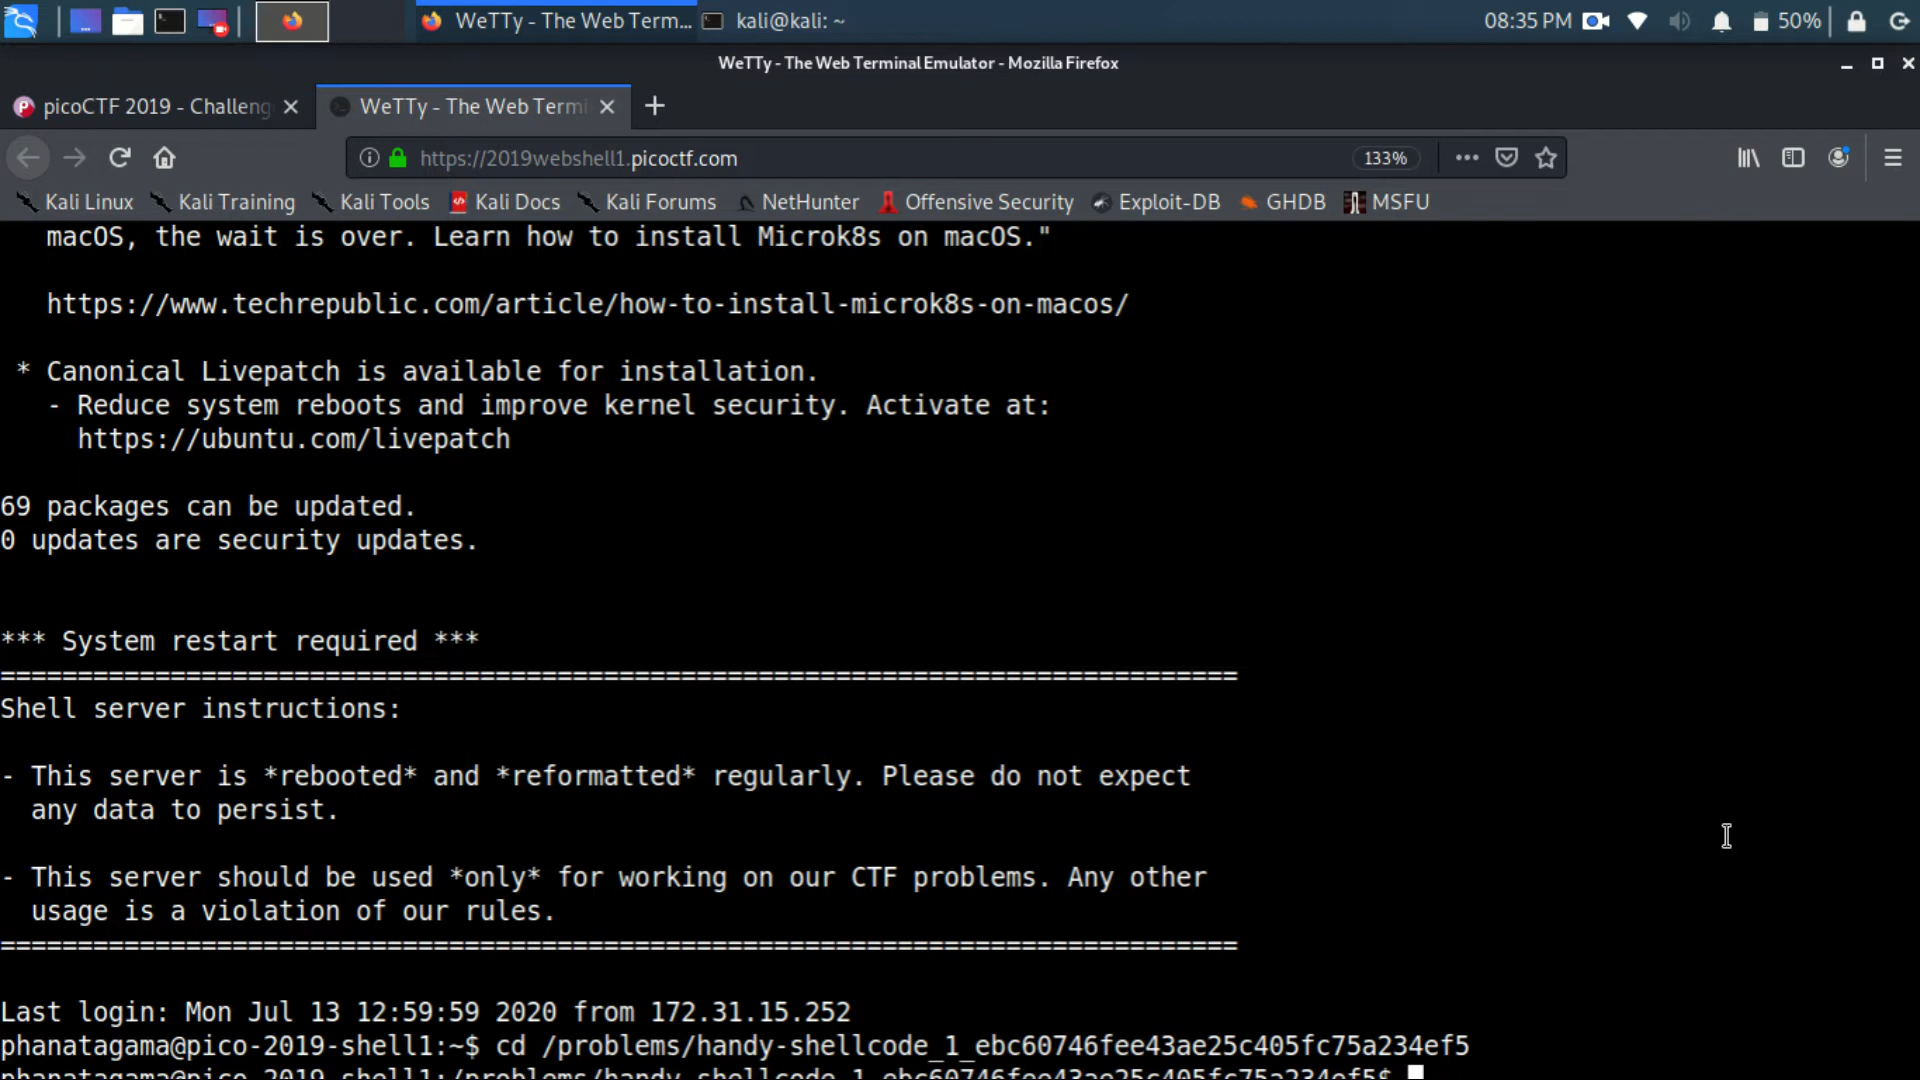 WeTTy - The Web Term... kali@kali: ~ 08:35 PM 50%
WeTTy - The Web Terminal Emulator - Mozilla Firefox
picoCTF 2019 - Challeng WeTTy - The Web Termi
https://2019webshell1.picoctf.com 133%
Kali Linux Kali Training Kali Tools Kali Docs Kali Forums NetHunter Offensive Security Exploit-DB GHDB MSFU
macOS, the wait is over. Learn how to install Microk8s on macOS."
https://www.techrepublic.com/article/how-to-install-microk8s-on-macos/
* Canonical Livepatch is available for installation.
- Reduce system reboots and improve kernel security. Activate at:
https://ubuntu.com/livepatch
69 packages can be updated.
0 updates are security updates.
*** System restart required ***
================================================================================
Shell server instructions:
- This server is *rebooted* and *reformatted* regularly. Please do not expect
any data to persist.
- This server should be used *only* for working on our CTF problems. Any other
usage is a violation of our rules.
================================================================================
Last login: Mon Jul 13 12:59:59 2020 from 172.31.15.252
phanatagama@pico-2019-shell1:~$ cd /problems/handy-shellcode_1_ebc60746fee43ae25c405fc75a234ef5
phanatagama@pico-2019-shell1:/problems/handy-shellcode_1_ebc60746fee43ae25c405fc75a234ef5$